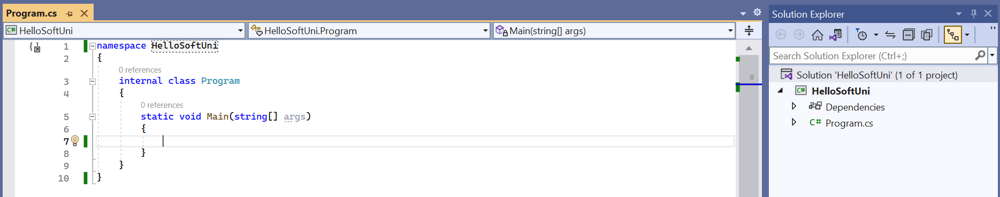 Program.cs
C# HelloSoftUni
HelloSoftUni.Program
Main(string[] args)
1 namespace HelloSoftUni
2 {
0 references
3 internal class Program
4 {
0 references
5 static void Main(string[] args)
6 {
7
8 }
9 }
10 }
Solution Explorer
Search Solution Explorer (Ctrl+;)
Solution 'HelloSoftUni' (1 of 1 project)
C# HelloSoftUni
Dependencies
C# Program.cs